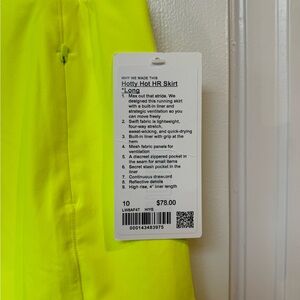 WHY WE MADE THIS
Hotty Hot HR Skirt
*Long
1. Max out that stride. We
designed this running skirt
with a built-in liner and
strategic ventilation so you
can move freely
2. Swift fabric is lightweight,
four-way stretch,
sweat-wicking, and quick-drying
3. Built-in liner with grip at the
hem
4. Mesh fabric panels for
ventilation
5. A discreet zippered pocket in
the seam for small items
6. Secret stash pocket in the
liner
7. Continuous drawcord
8. Reflective details
9. High rise, 4" liner length
10 $78.00
LW8AF4T HIYE
000143483975